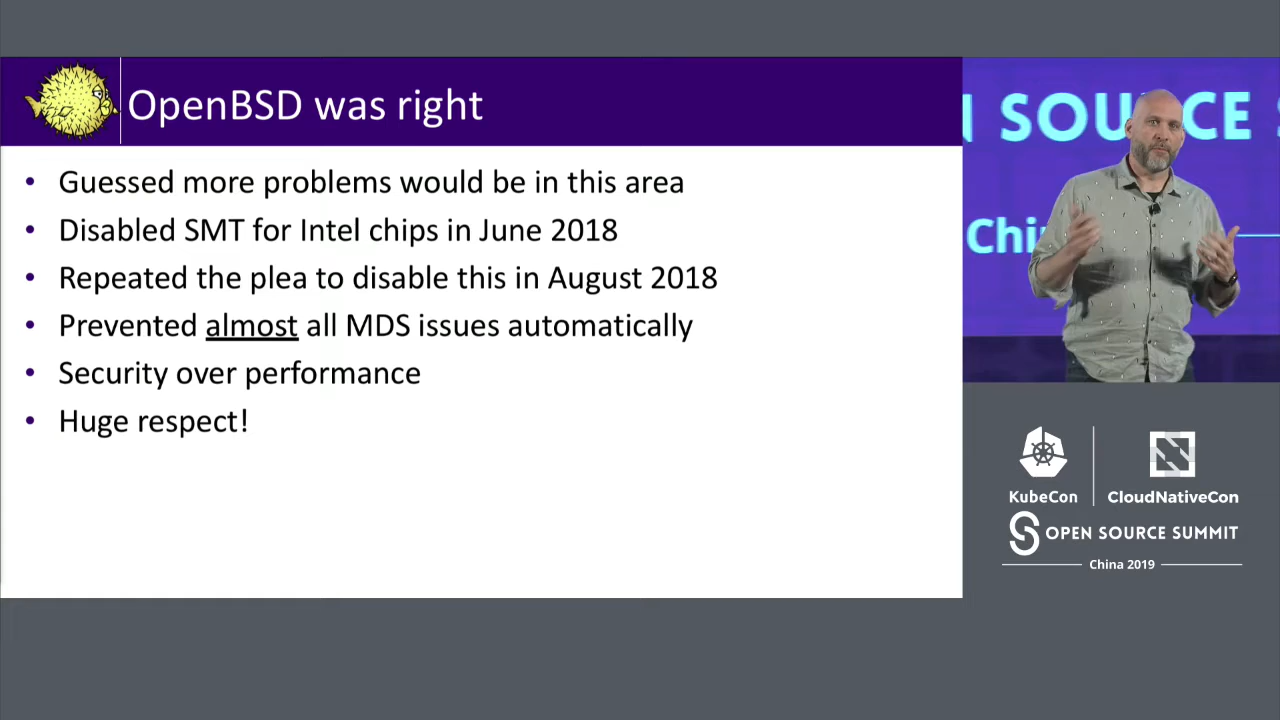 OpenBSD was right
• Guessed more problems would be in this area
• Disabled SMT for Intel chips in June 2018
• Repeated the plea to disable this in August 2018
• Prevented almost all MDS issues automatically
• Security over performance
• Huge respect!
N SOURCE S
Chi
KubeCon
CloudNativeCon
OPEN SOURCE SUMMIT
China 2019